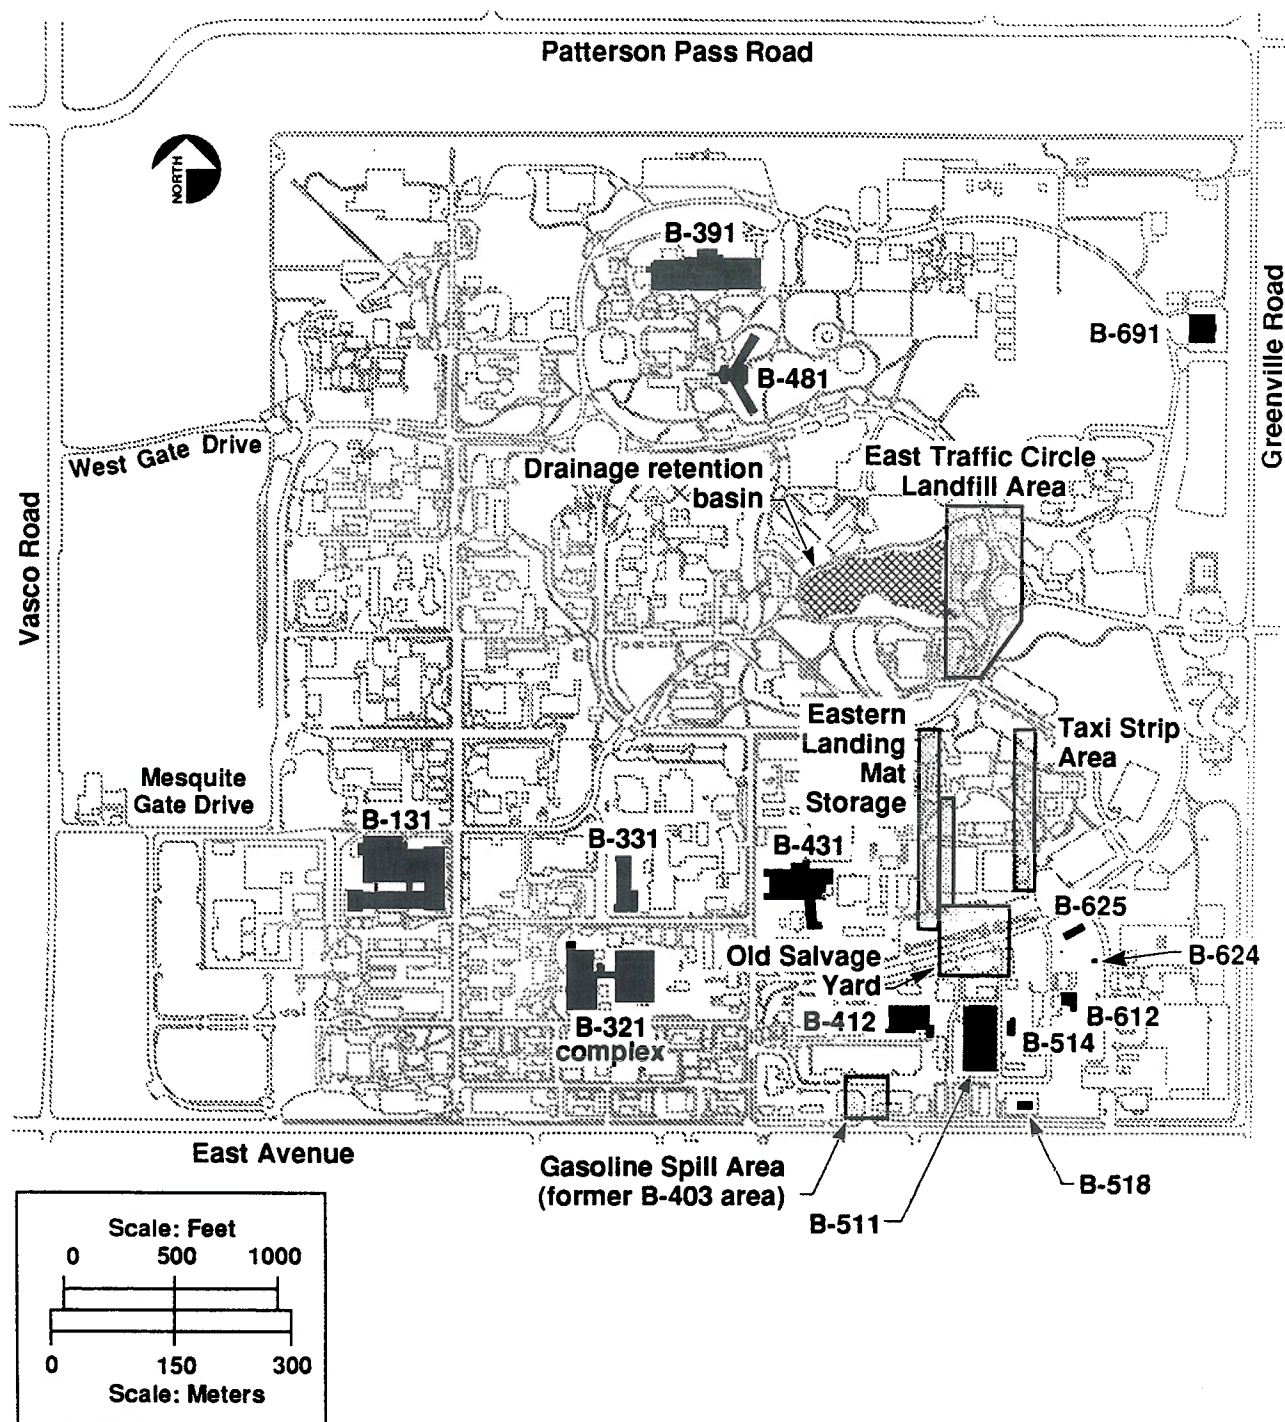 Patterson Pass Road
NORTH
B-391
B-691
Greenville Road
B-481
West Gate Drive
Drainage retention
basin
East Traffic Circle
Landfill Area
Vasco Road
Eastern
Landing
Mat
Storage
Taxi Strip
Area
Mesquite
Gate Drive
B-131
B-331
B-431
B-625
Old Salvage
Yard
B-624
B-321
complex
B-412
B-612
B-514
East Avenue
Gasoline Spill Area
(former B-403 area)
B-518
B-511
Scale: Feet
0 500 1000
0 150 300
Scale: Meters